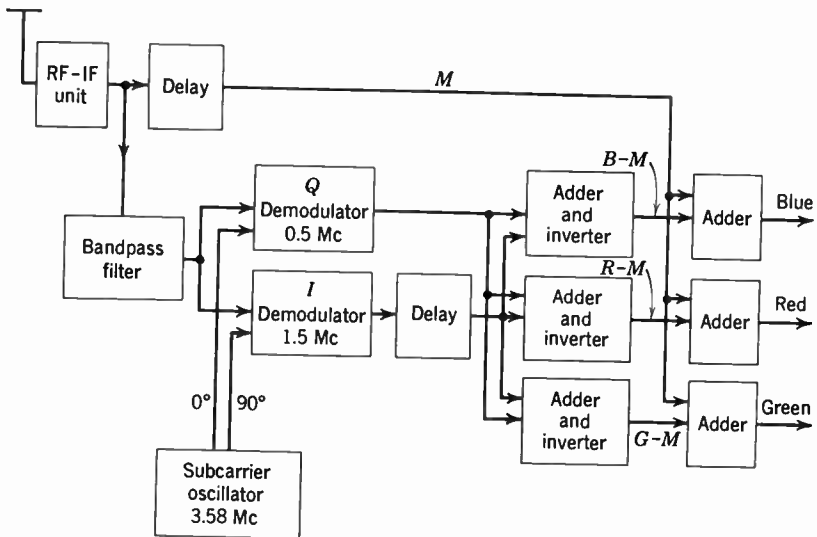 RF-IF
unit
Delay
M
Q
Demodulator
0.5 Mc
Bandpass
filter
I
Demodulator
1.5 Mc
Delay
Adder
and
inverter
B-M
Adder
Blue
Adder
and
inverter
R-M
Adder
Red
Adder
and
inverter
G-M
Adder
Green
0°
90°
Subcarrier
oscillator
3.58 Mc